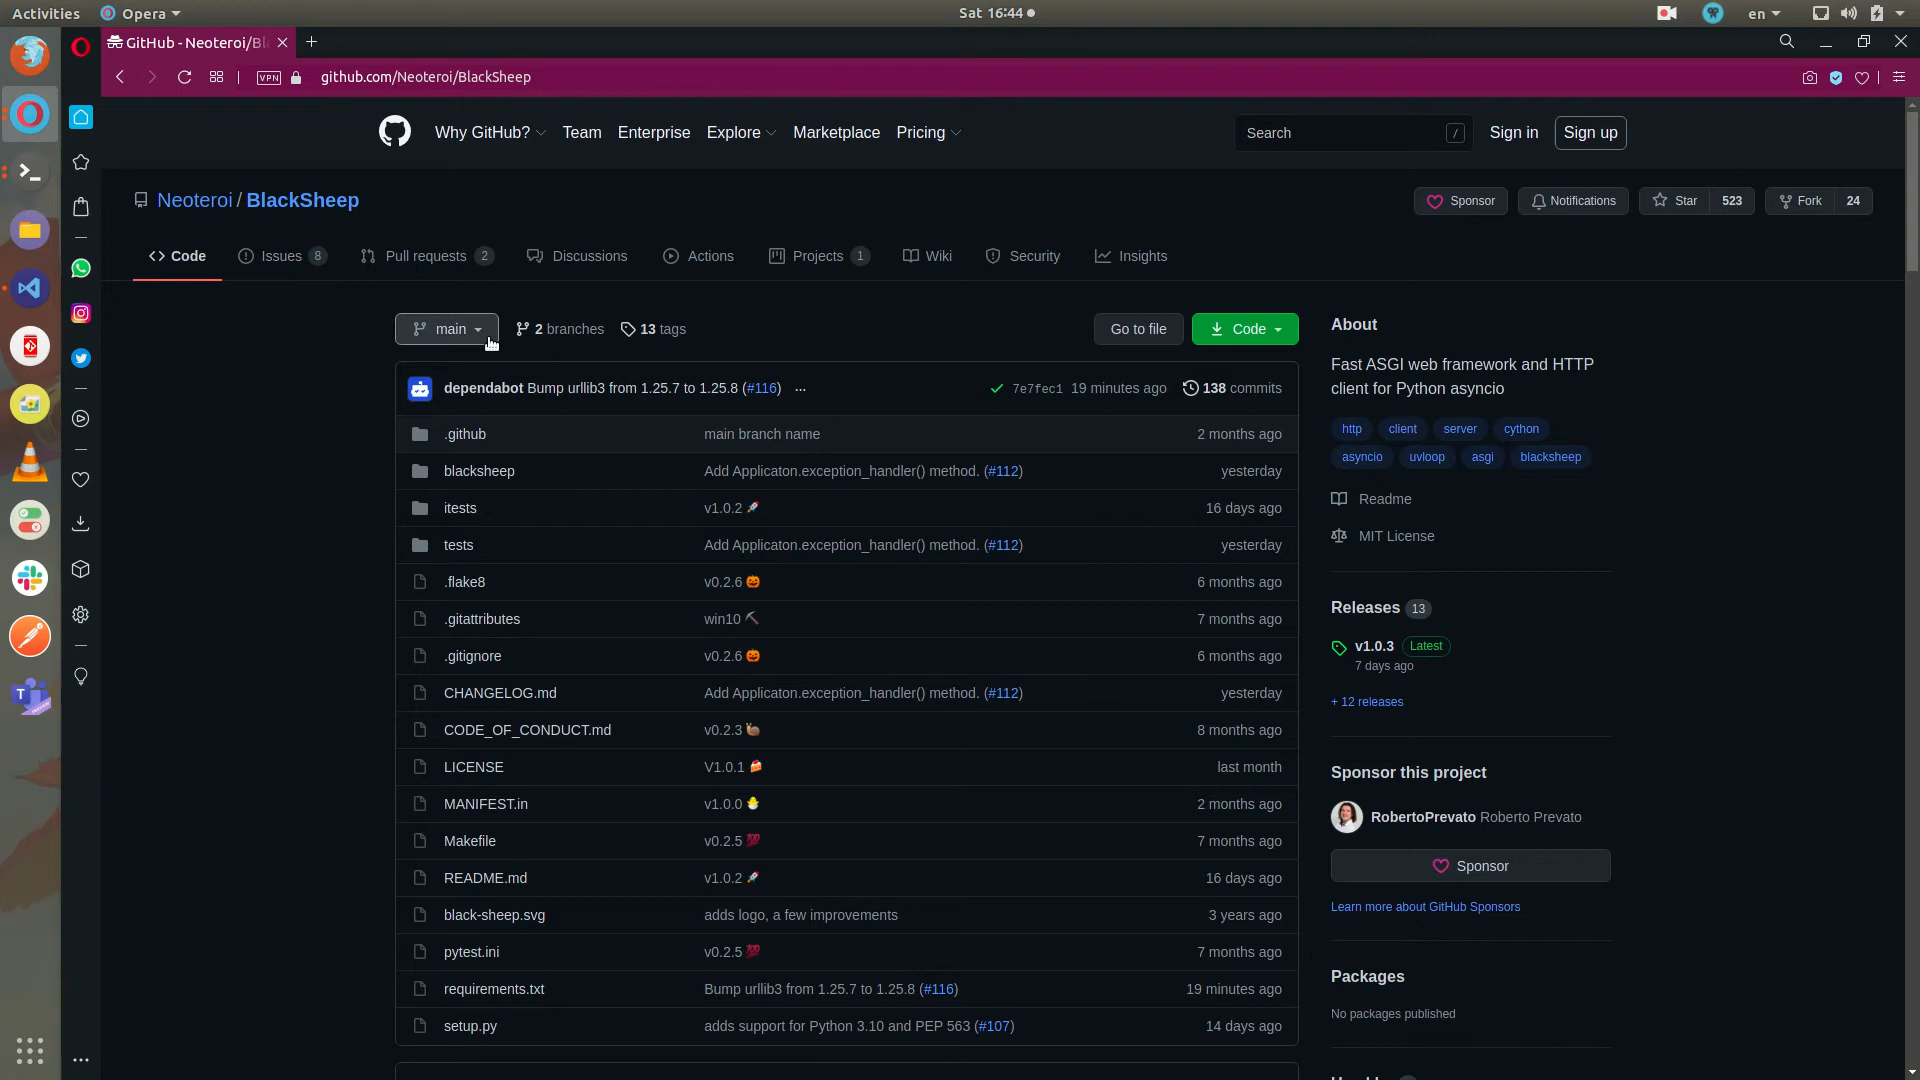 Activities Opera Sat 16:44 en
GitHub - Neoteroi/Bl
VPN github.com/Neoteroi/BlackSheep
Why GitHub? Team Enterprise Explore Marketplace Pricing Search / Sign in Sign up
Neoteroi / BlackSheep Sponsor Notifications Star 523 Fork 24
Code Issues 8 Pull requests 2 Discussions Actions Projects 1 Wiki Security Insights
main 2 branches 13 tags Go to file Code
dependabot Bump urllib3 from 1.25.7 to 1.25.8 (#116) ... 7e7fec1 19 minutes ago 138 commits
.github main branch name 2 months ago
blacksheep Add Applicaton.exception_handler() method. (#112) yesterday
itests v1.0.2 🚀 16 days ago
tests Add Applicaton.exception_handler() method. (#112) yesterday
.flake8 v0.2.6 🎃 6 months ago
.gitattributes win10 ⛏ 7 months ago
.gitignore v0.2.6 🎃 6 months ago
CHANGELOG.md Add Applicaton.exception_handler() method. (#112) yesterday
CODE_OF_CONDUCT.md v0.2.3 🐌 8 months ago
LICENSE V1.0.1 🍰 last month
MANIFEST.in v1.0.0 🐣 2 months ago
Makefile v0.2.5 💯 7 months ago
README.md v1.0.2 🚀 16 days ago
black-sheep.svg adds logo, a few improvements 3 years ago
pytest.ini v0.2.5 💯 7 months ago
requirements.txt Bump urllib3 from 1.25.7 to 1.25.8 (#116) 19 minutes ago
setup.py adds support for Python 3.10 and PEP 563 (#107) 14 days ago
About
Fast ASGI web framework and HTTP
client for Python asyncio
http client server cython
asyncio uvloop asgi blacksheep
Readme
MIT License
Releases 13
v1.0.3 Latest
7 days ago
+ 12 releases
Sponsor this project
RobertoPrevato Roberto Prevato
Sponsor
Learn more about GitHub Sponsors
Packages
No packages published